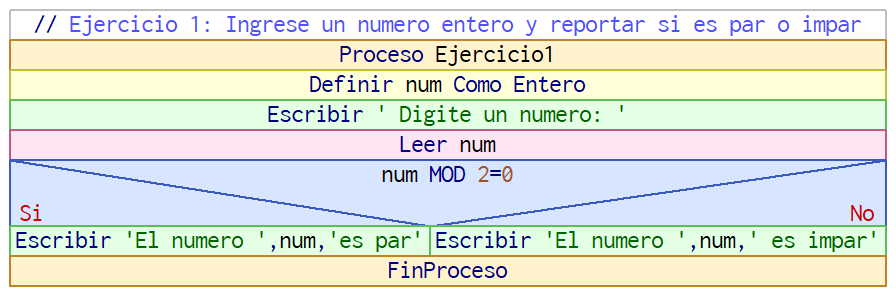 // Ejercicio 1: Ingrese un numero entero y reportar si es par o impar
Proceso Ejercicio1
Definir num Como Entero
Escribir ' Digite un numero: '
Leer num
num MOD 2=0
Si
No
Escribir 'El numero ',num,'es par'
Escribir 'El numero ',num,' es impar'
FinProceso